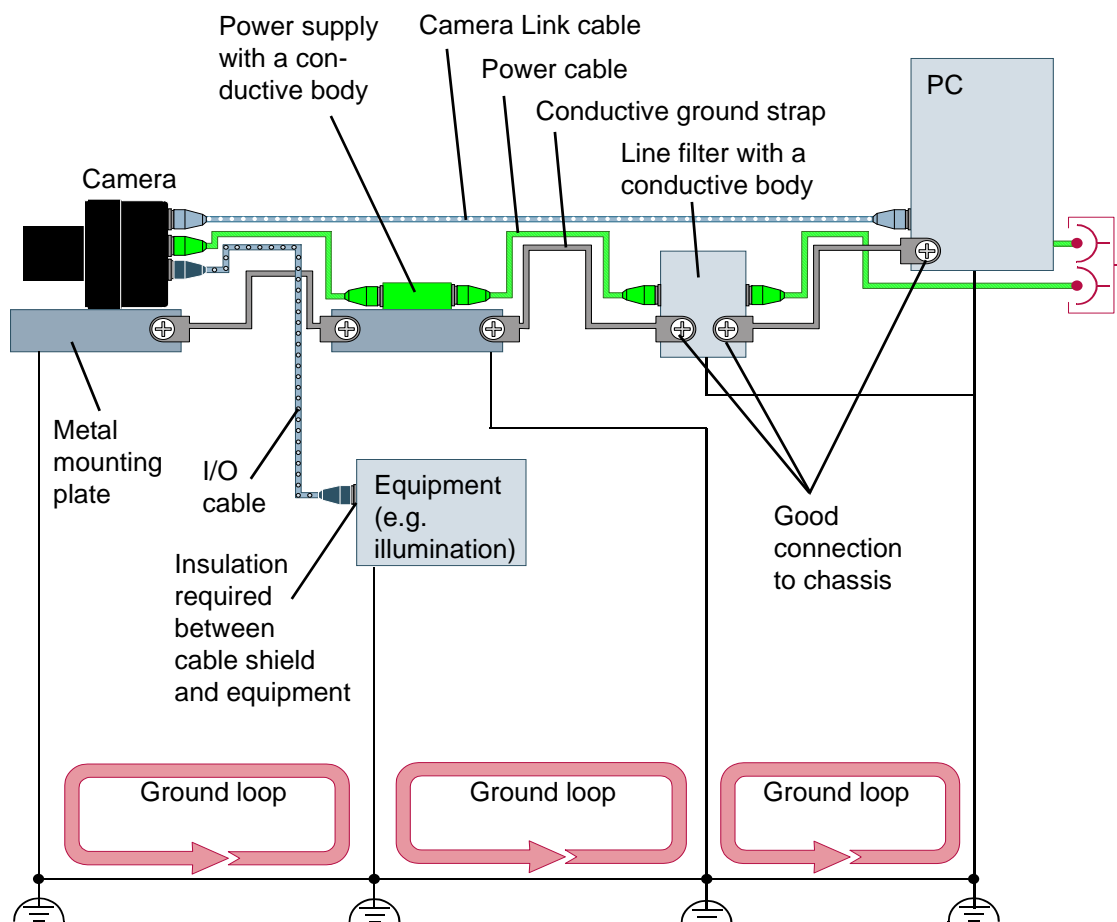 Power supply
with a con-
ductive body
Camera Link cable
Power cable
Conductive ground strap
Line filter with a
conductive body
PC
Camera
Metal
mounting
plate
I/O
cable
Equipment
(e.g.
illumination)
Good
connection
to chassis
Insulation
required
between
cable shield
and equipment
Ground loop
Ground loop
Ground loop